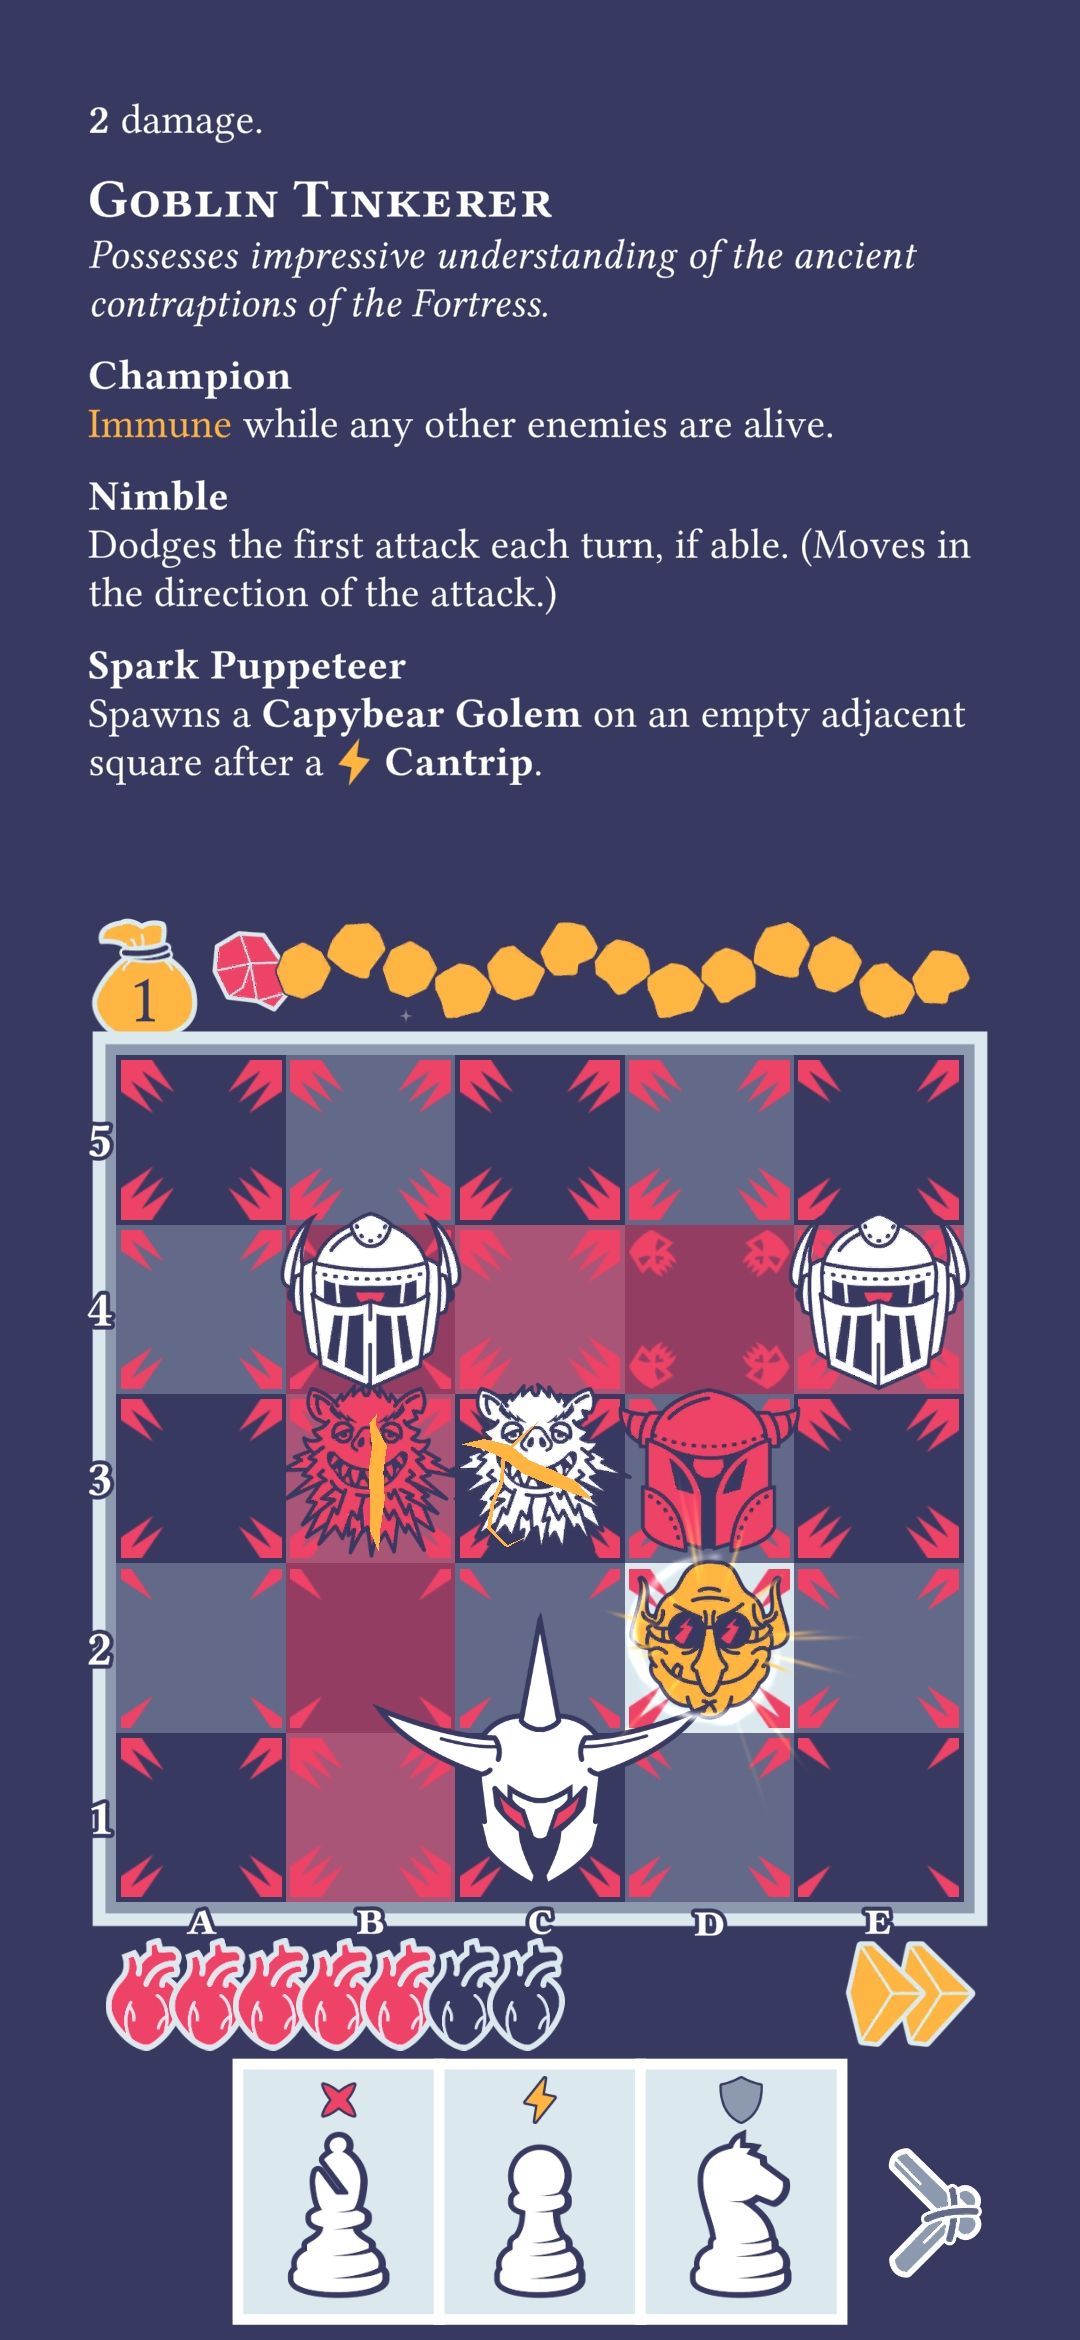 2 damage.
Goblin Tinkerer
Possesses impressive understanding of the ancient
contraptions of the Fortress.
Champion
Immune while any other enemies are alive.
Nimble
Dodges the first attack each turn, if able. (Moves in
the direction of the attack.)
Spark Puppeteer
Spawns a Capybear Golem on an empty adjacent
square after a Cantrip.
1
5
4
3
2
1
A B C D E